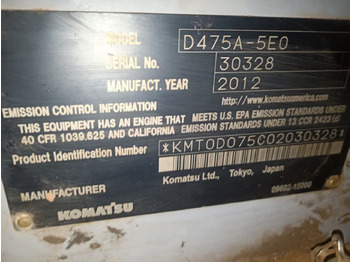 MODEL D475A-5E0
SERIAL No. 30328
MANUFACT. YEAR 2012
www.komatsuamerica.com
EMISSION CONTROL INFORMATION
THIS EQUIPMENT HAS AN ENGINE THAT MEETS U.S. EPA EMISSION STANDARDS UNDER
40 CFR 1039.625 AND CALIFORNIA EMISSION STANDARDS UNDER 13 CCR 2423
Product Identification Number
*KMT0D075C02030328*
Komatsu Ltd., Tokyo, Japan
MANUFACTURER
KOMATSU